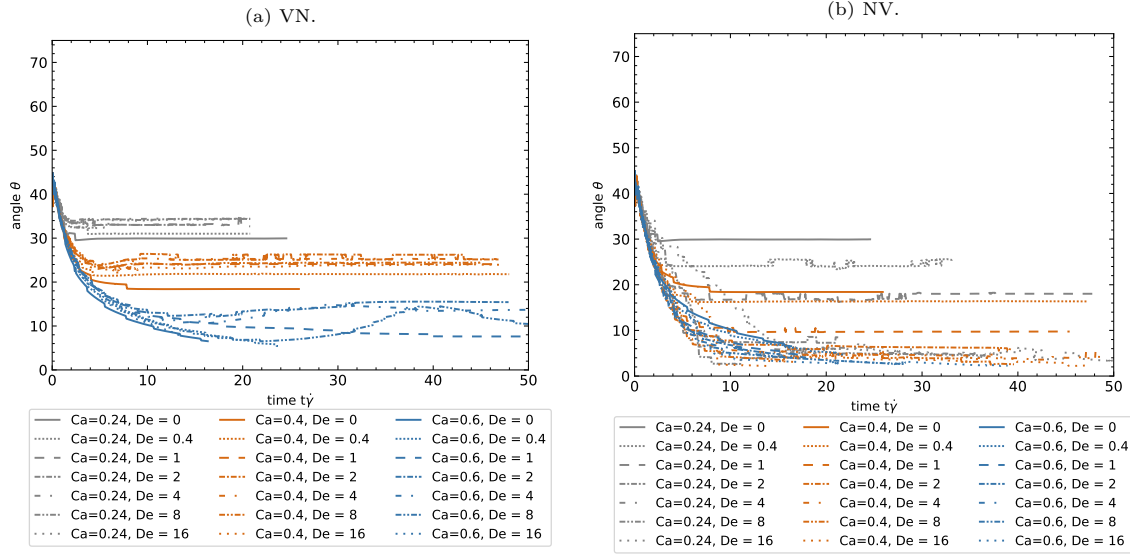 (a) VN.
70
60
50
40
30
20
10
0
angle θ
0 10 20 30 40 50
time tγ̇
Ca=0.24, De = 0 Ca=0.4, De = 0 Ca=0.6, De = 0
Ca=0.24, De = 0.4 Ca=0.4, De = 0.4 Ca=0.6, De = 0.4
Ca=0.24, De = 1 Ca=0.4, De = 1 Ca=0.6, De = 1
Ca=0.24, De = 2 Ca=0.4, De = 2 Ca=0.6, De = 2
Ca=0.24, De = 4 Ca=0.4, De = 4 Ca=0.6, De = 4
Ca=0.24, De = 8 Ca=0.4, De = 8 Ca=0.6, De = 8
Ca=0.24, De = 16 Ca=0.4, De = 16 Ca=0.6, De = 16
(b) NV.
70
60
50
40
30
20
10
0
angle θ
0 10 20 30 40 50
time tγ̇
Ca=0.24, De = 0 Ca=0.4, De = 0 Ca=0.6, De = 0
Ca=0.24, De = 0.4 Ca=0.4, De = 0.4 Ca=0.6, De = 0.4
Ca=0.24, De = 1 Ca=0.4, De = 1 Ca=0.6, De = 1
Ca=0.24, De = 2 Ca=0.4, De = 2 Ca=0.6, De = 2
Ca=0.24, De = 4 Ca=0.4, De = 4 Ca=0.6, De = 4
Ca=0.24, De = 8 Ca=0.4, De = 8 Ca=0.6, De = 8
Ca=0.24, De = 16 Ca=0.4, De = 16 Ca=0.6, De = 16